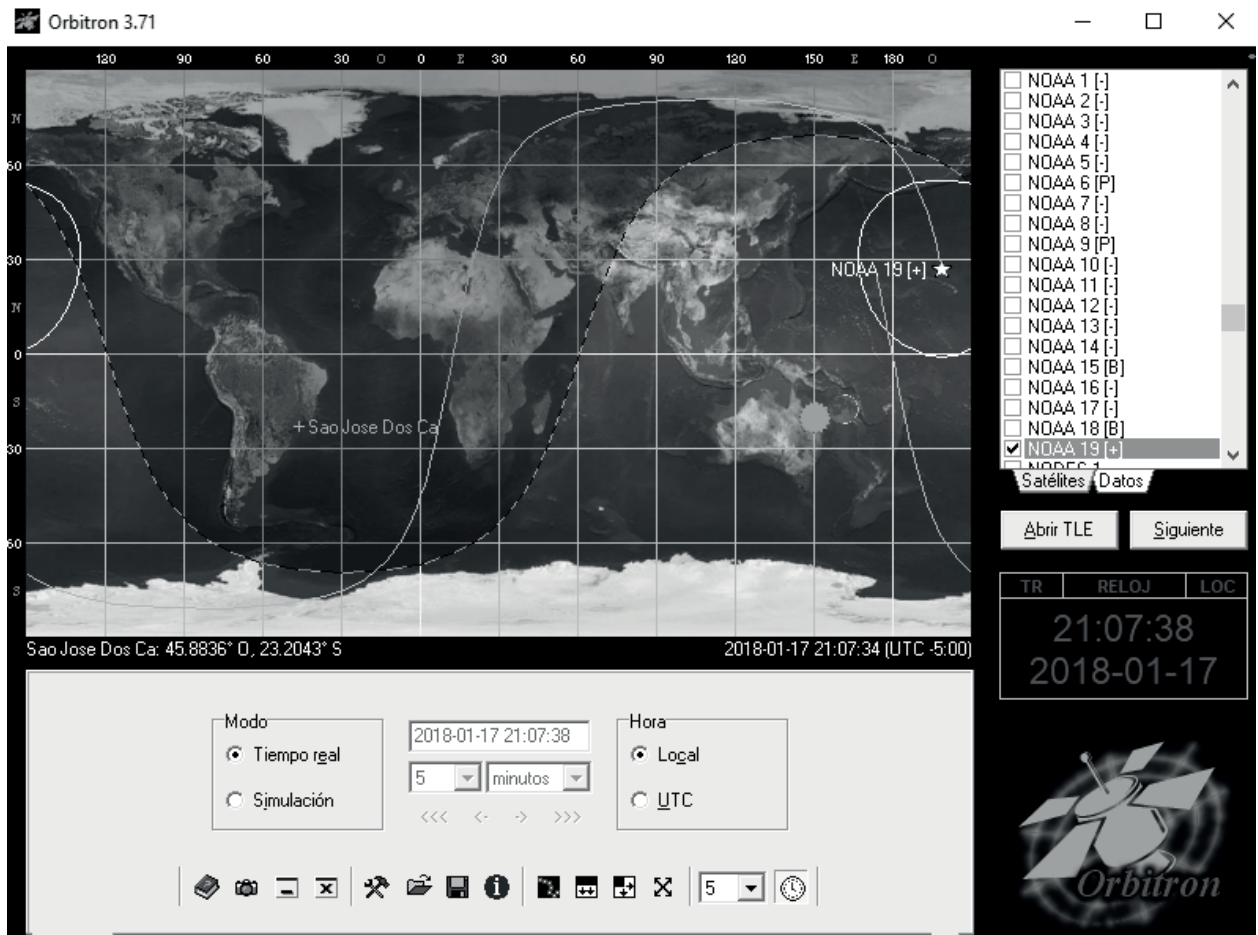 Orbitron 3.71
120 90 60 30 O 0 E 30 60 90 120 150 E 180 O
N
60
30
N
0
S
30
60
S
NOAA 19 [+]
+Sao Jose Dos Ca
Sao Jose Dos Ca: 45.8836° O, 23.2043° S
2018-01-17 21:07:34 (UTC -5:00)
NOAA 1 [-]
NOAA 2 [-]
NOAA 3 [-]
NOAA 4 [-]
NOAA 5 [-]
NOAA 6 [P]
NOAA 7 [-]
NOAA 8 [-]
NOAA 9 [P]
NOAA 10 [-]
NOAA 11 [-]
NOAA 12 [-]
NOAA 13 [-]
NOAA 14 [-]
NOAA 15 [B]
NOAA 16 [-]
NOAA 17 [-]
NOAA 18 [B]
NOAA 19 [+]
Satélites Datos
Abrir TLE Siguiente
TR RELOJ LOC
21:07:38
2018-01-17
Modo
Tiempo real
Simulación
2018-01-17 21:07:38
5 minutos
<<< <- -> >>>
Hora
Local
UTC
5
Orbitron